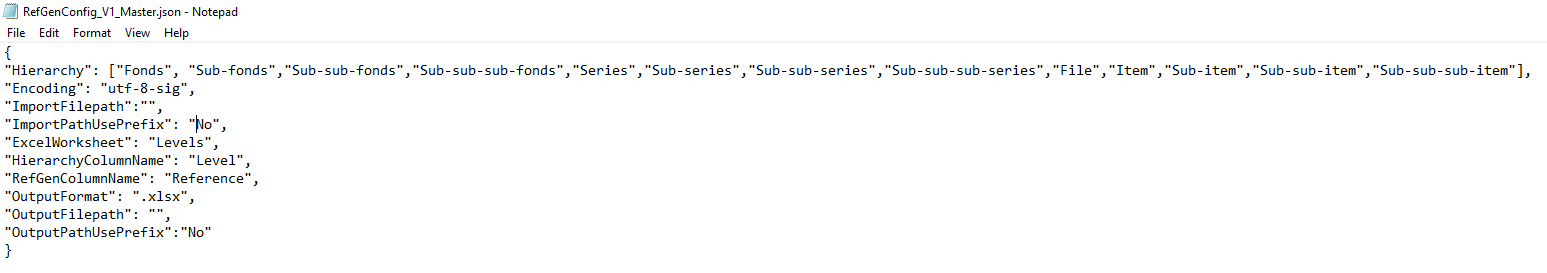 RefGenConfig_V1_Master.json - Notepad
File Edit Format View Help
{
"Hierarchy": ["Fonds", "Sub-fonds","Sub-sub-fonds","Sub-sub-sub-fonds","Series","Sub-series","Sub-sub-series","Sub-sub-sub-series","File","Item","Sub-item","Sub-sub-item","Sub-sub-sub-item"],
"Encoding": "utf-8-sig",
"ImportFilepath":"",
"ImportPathUsePrefix": "No",
"ExcelWorksheet": "Levels",
"HierarchyColumnName": "Level",
"RefGenColumnName": "Reference",
"OutputFormat": ".xlsx",
"OutputFilepath": "",
"OutputPathUsePrefix":"No"
}